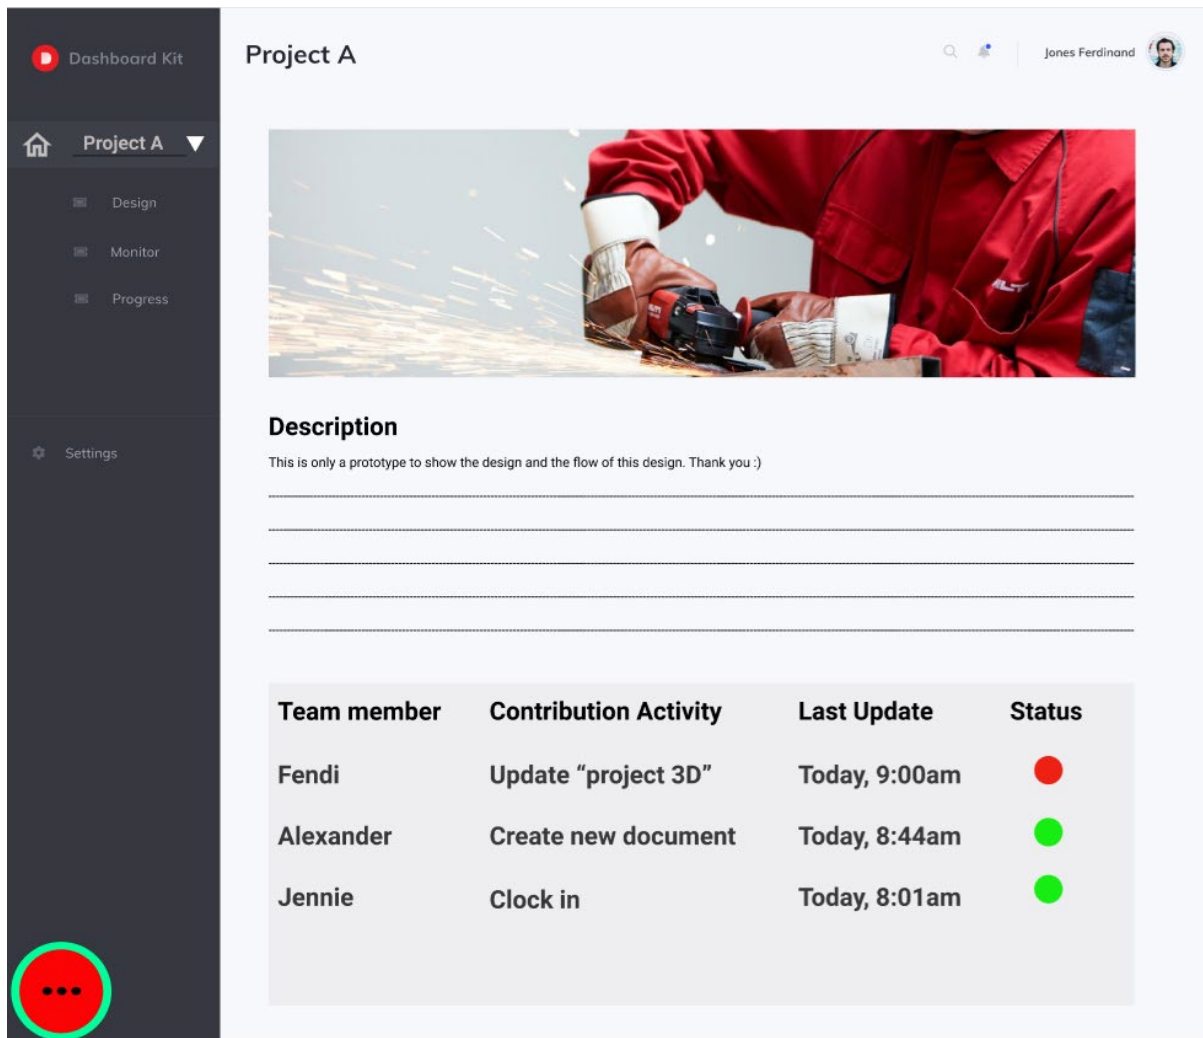 Dashboard Kit
Project A
Jones Ferdinand
Project A
Design
Monitor
Progress
Settings
Description
This is only a prototype to show the design and the flow of this design. Thank you :)
Team member Contribution Activity Last Update Status
Fendi Update “project 3D” Today, 9:00am
Alexander Create new document Today, 8:44am
Jennie Clock in Today, 8:01am